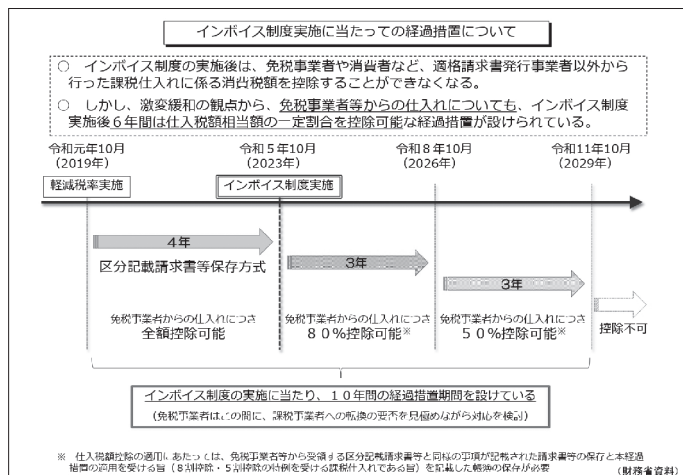 インボイス制度実施に当たっての経過措置について
○ インボイス制度の実施後は、免税事業者や消費者など、適格請求書発行事業者以外から
行った課税仕入れに係る消費税額を控除することができなくなる。
○ しかし、激変緩和の観点から、免税事業者等からの仕入れについても、インボイス制度
実施後６年間は仕入税額相当額の一定割合を控除可能な経過措置が設けられている。
令和元年10月 令和５年10月 令和８年10月 令和11年10月
(2019年) (2023年) (2026年) (2029年)
軽減税率実施 インボイス制度実施
4年
区分記載請求書等保存方式
3年
3年
免税事業者からの仕入れにつき 免税事業者からの仕入れにつき 免税事業者からの仕入れにつき
全額控除可能 ８０％控除可能※ ５０％控除可能※ 控除不可
インボイス制度の実施に当たり、１０年間の経過措置期間を設けている
(免税事業者はこの間に、課税事業者への転換の要否を見極めながら対応を検討)
※ 仕入税額控除の適用にあたっては、免税事業者等から受領する区分記載請求書等と同様の事項が記載された請求書等の保存と本経過
措置の適用を受ける旨（８割控除・５割控除の特例を受ける課税仕入れである旨）を記載した帳簿の保存が必要
(財務省資料)